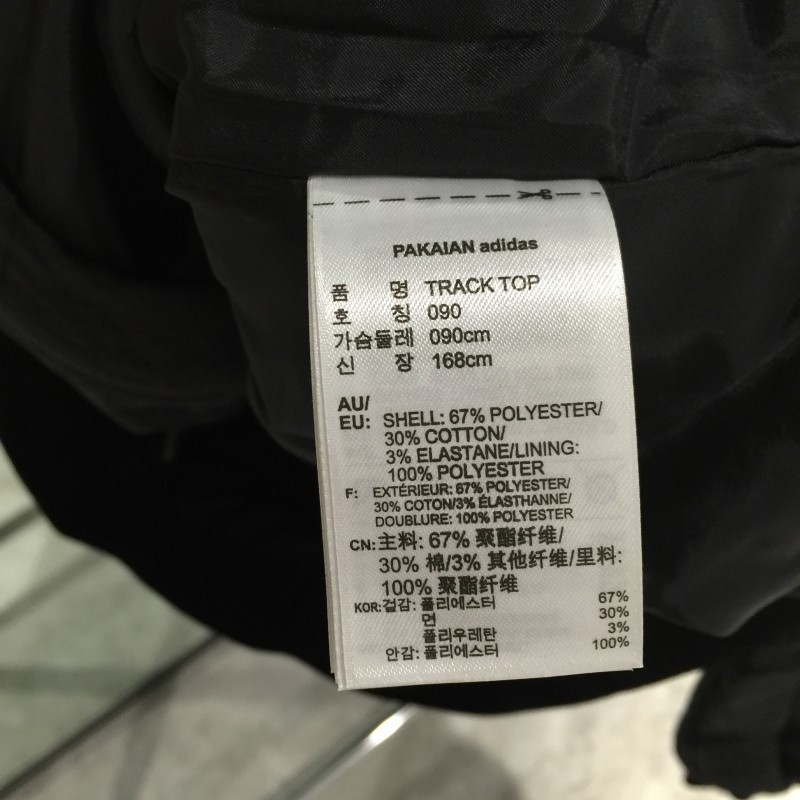 PAKAIAN adidas
품 명 TRACK TOP
호 칭 090
가슴둘레 090cm
신 장 168cm
AU/
EU: SHELL: 67% POLYESTER/
30% COTTON/
3% ELASTANE/LINING:
100% POLYESTER
F: EXTÉRIEUR: 67% POLYESTER/
30% COTON/3% ÉLASTHANNE/
DOUBLURE: 100% POLYESTER
CN: 主料: 67% 聚酯纤维/
30% 棉/3% 其他纤维/里料:
100% 聚酯纤维
KOR: 겉감: 폴리에스터 67%
면 30%
폴리우레탄 3%
안감: 폴리에스터 100%